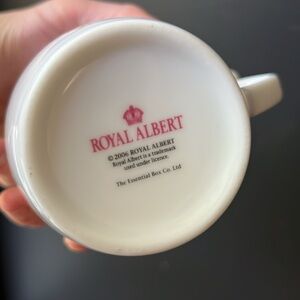 ROYAL ALBERT
© 2006 ROYAL ALBERT
Royal Albert is a trademark
used under licence.
The Essential Box Co. Ltd